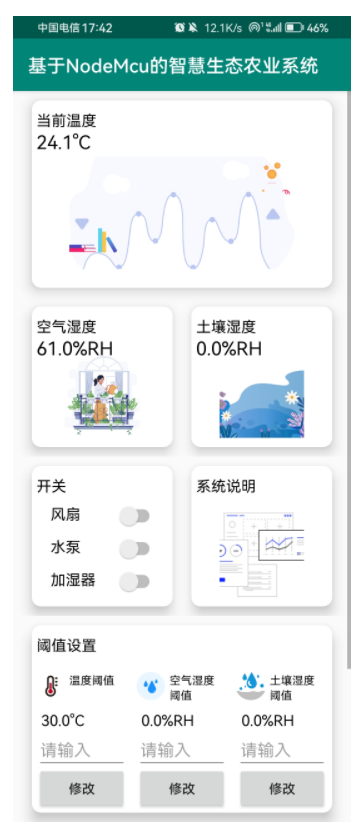 中国电信17:42
12.1K/s
46%
基于NodeMcu的智慧生态农业系统
当前温度
24.1°C
空气湿度
61.0%RH
土壤湿度
0.0%RH
开关
风扇
水泵
加湿器
系统说明
阈值设置
温度阈值
空气湿度
阈值
土壤湿度
阈值
30.0°C
0.0%RH
0.0%RH
请输入
请输入
请输入
修改
修改
修改